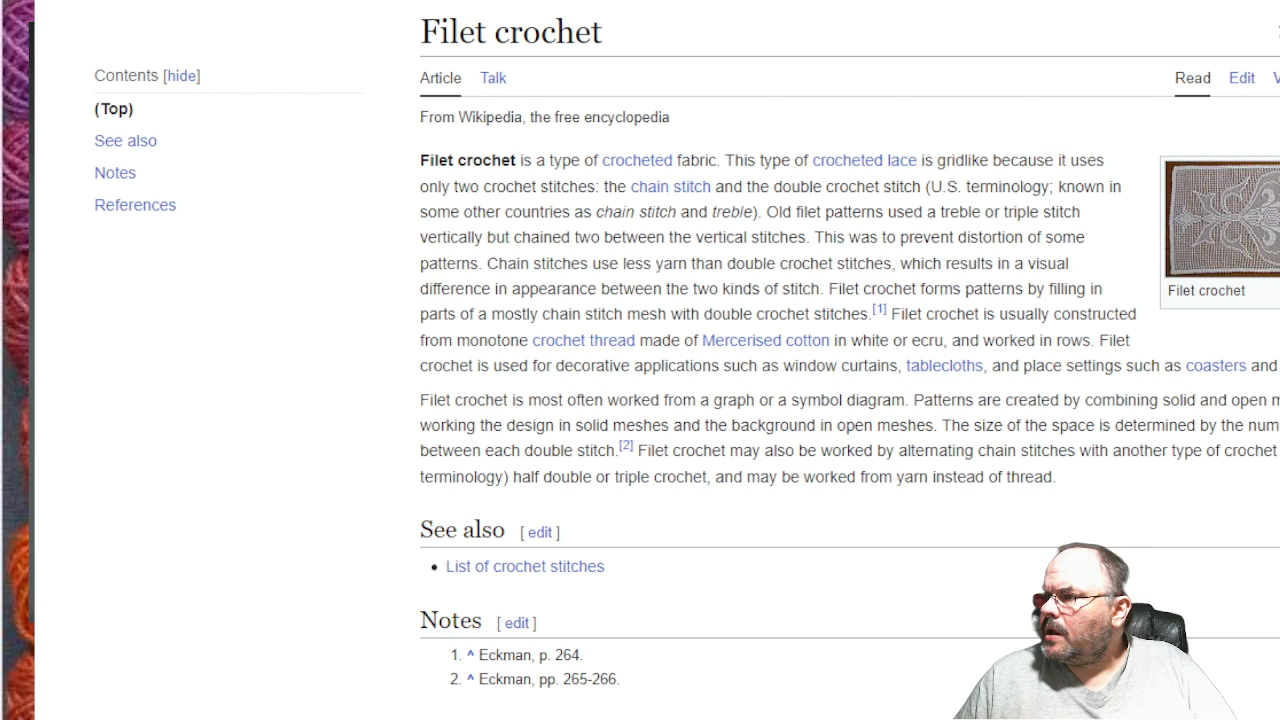 Filet crochet
Contents [hide]
(Top)
See also
Notes
References
Article Talk
Read Edit
From Wikipedia, the free encyclopedia
Filet crochet is a type of crocheted fabric. This type of crocheted lace is gridlike because it uses
only two crochet stitches: the chain stitch and the double crochet stitch (U.S. terminology; known in
some other countries as chain stitch and treble). Old filet patterns used a treble or triple stitch
vertically but chained two between the vertical stitches. This was to prevent distortion of some
patterns. Chain stitches use less yarn than double crochet stitches, which results in a visual
difference in appearance between the two kinds of stitch. Filet crochet forms patterns by filling in
parts of a mostly chain stitch mesh with double crochet stitches.[1] Filet crochet is usually constructed
from monotone crochet thread made of Mercerised cotton in white or ecru, and worked in rows. Filet
crochet is used for decorative applications such as window curtains, tablecloths, and place settings such as coasters and
Filet crochet
Filet crochet is most often worked from a graph or a symbol diagram. Patterns are created by combining solid and open
working the design in solid meshes and the background in open meshes. The size of the space is determined by the num
between each double stitch.[2] Filet crochet may also be worked by alternating chain stitches with another type of crochet
terminology) half double or triple crochet, and may be worked from yarn instead of thread.
See also [ edit ]
• List of crochet stitches
Notes [ edit ]
1. ^ Eckman, p. 264.
2. ^ Eckman, pp. 265-266.